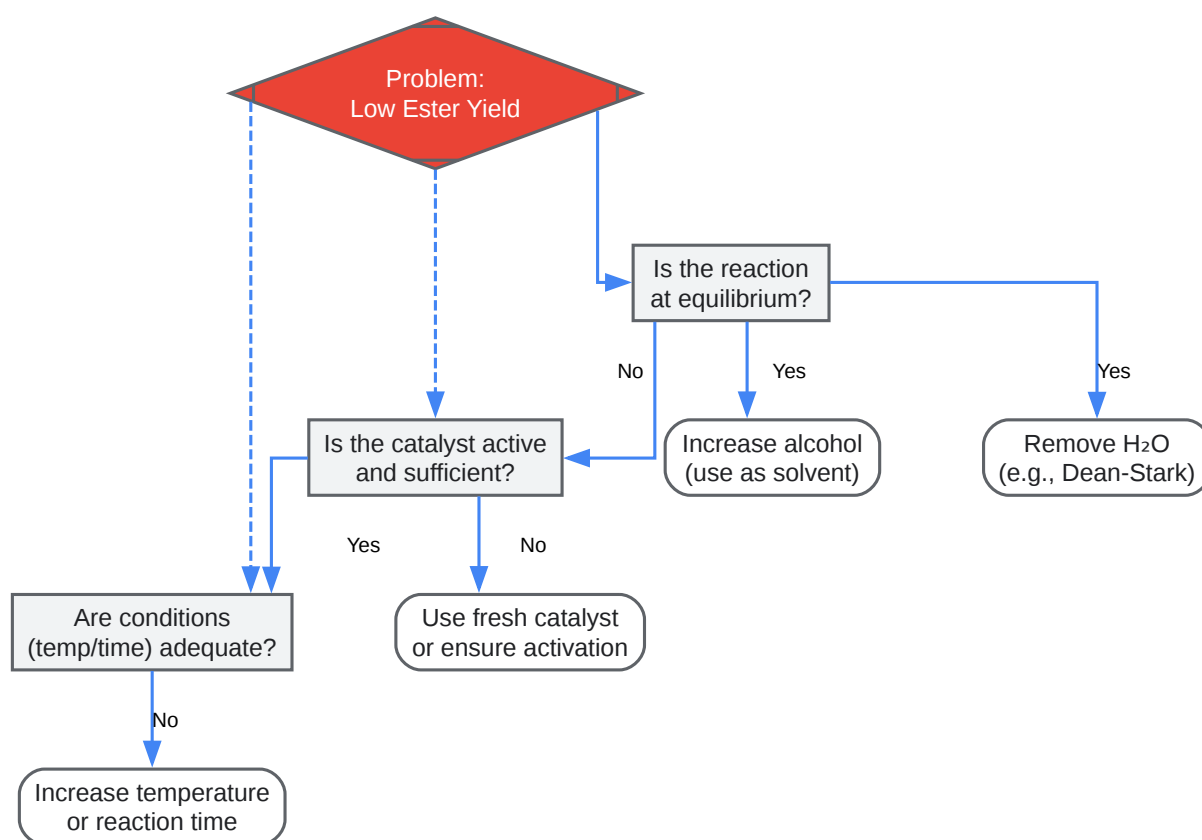 Problem:
Low Ester Yield
Is the reaction
at equilibrium?
No
Yes
Yes
Is the catalyst active
and sufficient?
Increase alcohol
(use as solvent)
Remove H₂O
(e.g., Dean-Stark)
Yes
No
Are conditions
(temp/time) adequate?
Use fresh catalyst
or ensure activation
No
Increase temperature
or reaction time